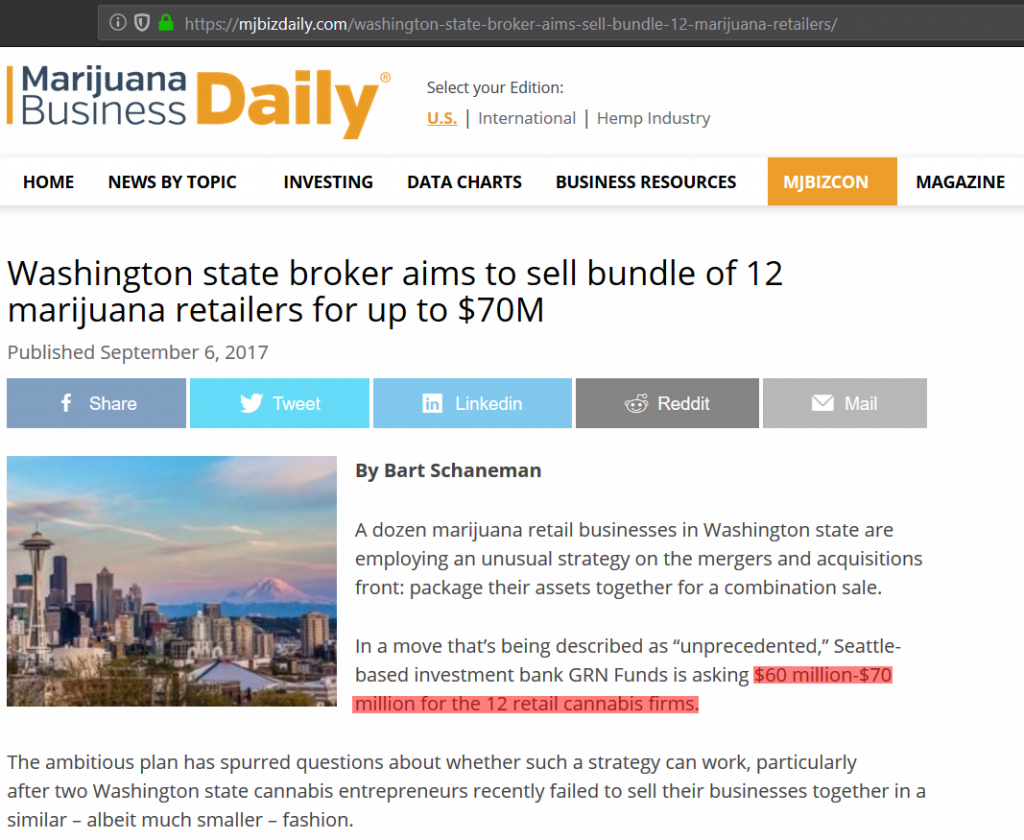 https://mjbizdaily.com/washington-state-broker-aims-sell-bundle-12-marijuana-retailers/
Marijuana Business Daily®
Select your Edition:
U.S. | International | Hemp Industry
HOME NEWS BY TOPIC INVESTING DATA CHARTS BUSINESS RESOURCES MJBIZCON MAGAZINE
Washington state broker aims to sell bundle of 12
marijuana retailers for up to $70M
Published September 6, 2017
Share Tweet Linkedin Reddit Mail
By Bart Schaneman
A dozen marijuana retail businesses in Washington state are
employing an unusual strategy on the mergers and acquisitions
front: package their assets together for a combination sale.
In a move that’s being described as “unprecedented,” Seattle-
based investment bank GRN Funds is asking $60 million-$70
million for the 12 retail cannabis firms.
The ambitious plan has spurred questions about whether such a strategy can work, particularly
after two Washington state cannabis entrepreneurs recently failed to sell their businesses together in a
similar – albeit much smaller – fashion.